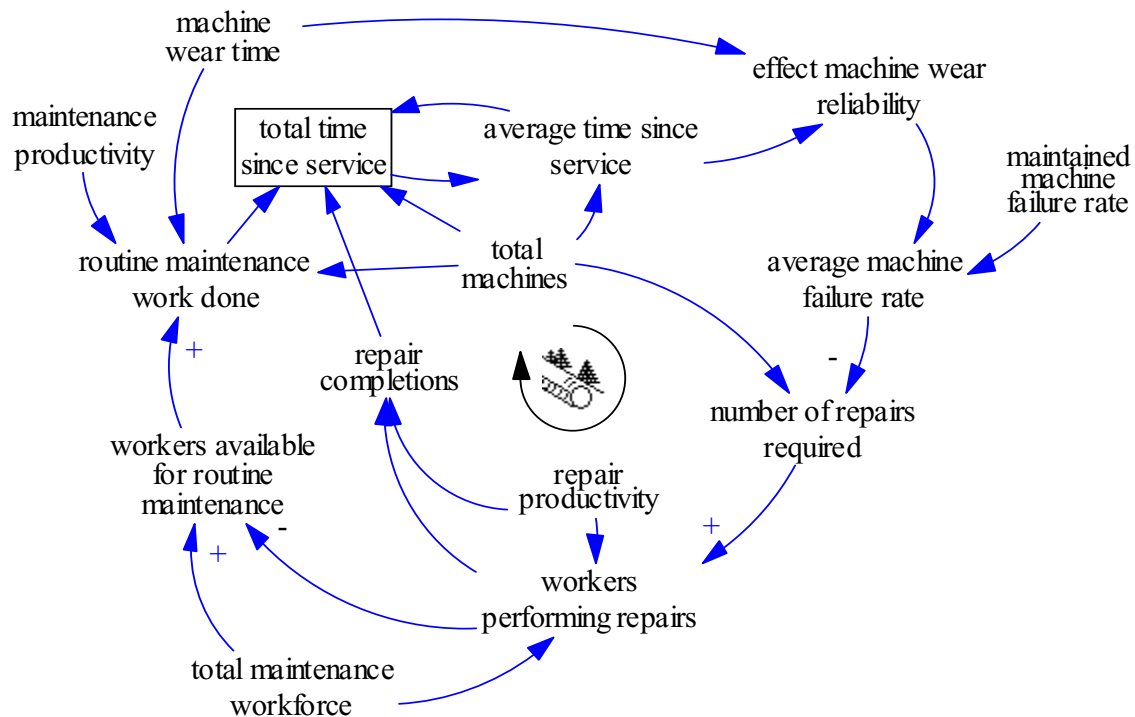 machine
wear time
effect machine wear
reliability
maintenance
productivity
total time
since service
average time since
service
maintained
machine
failure rate
routine maintenance
work done
total
machines
average machine
failure rate
+
-
repair
completions
number of repairs
required
workers available
for routine
maintenance
repair
productivity
-
+
+
workers
performing repairs
total maintenance
workforce